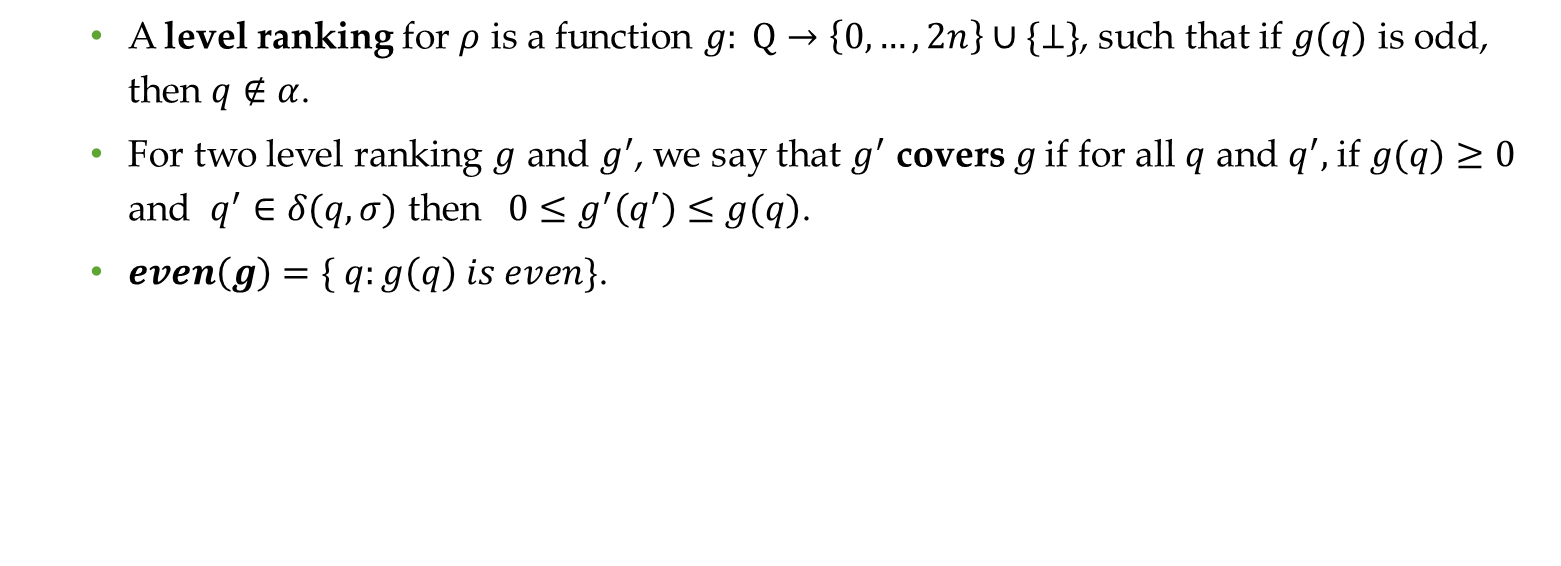 • A level ranking for ρ is a function g: Q → {0, … , 2n} ∪ {⊥}, such that if g(q) is odd,
then q ∉ α.
• For two level ranking g and g′, we say that g′ covers g if for all q and q′, if g(q) ≥ 0
and q′ ∈ δ(q, σ) then 0 ≤ g′(q′) ≤ g(q).
• even(g) = { q: g(q) is even}.